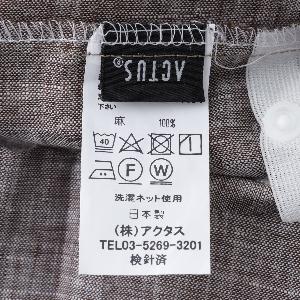 ACTUS®
下さい
麻 100%
40
F W
洗濯ネット使用
日本製
(株)アクタス
TEL03-5269-3201
検針済